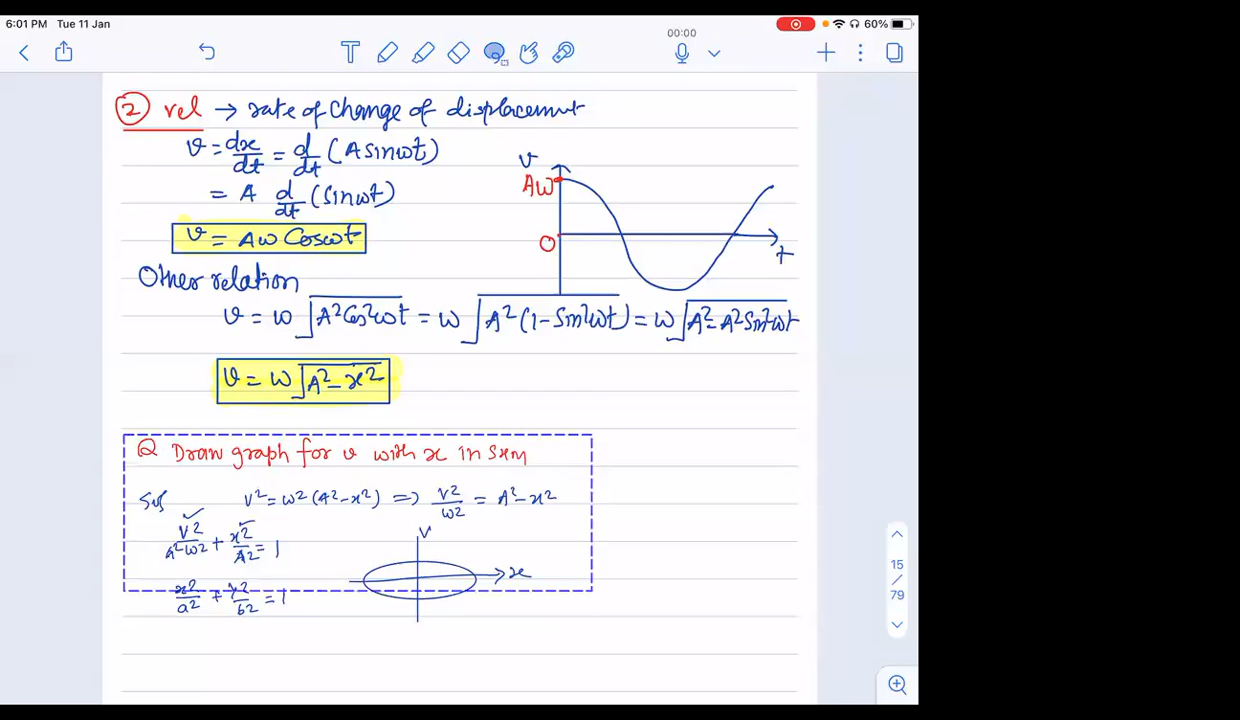 6:01 PM Tue 11 Jan
60%
00:00
T
② vel → rate of change of displacement
v = dx/dt = d/dt (A sinωt)
= A d/dt (sinωt)
v = Aω Cosωt
v
Aω
O
t
Other relation
v = ω √A²Cos²ωt = ω √A²(1-Sin²ωt) = ω √A²-A²Sin²ωt
v = ω √A²-x²
Q Draw graph for v with x in SHM
Sol V² = ω²(A²-x²) => V²/ω² = A²-x²
V²/a²ω² + x²/A² = 1
V
x
x²/a² + y²/b² = 1
15
/
79